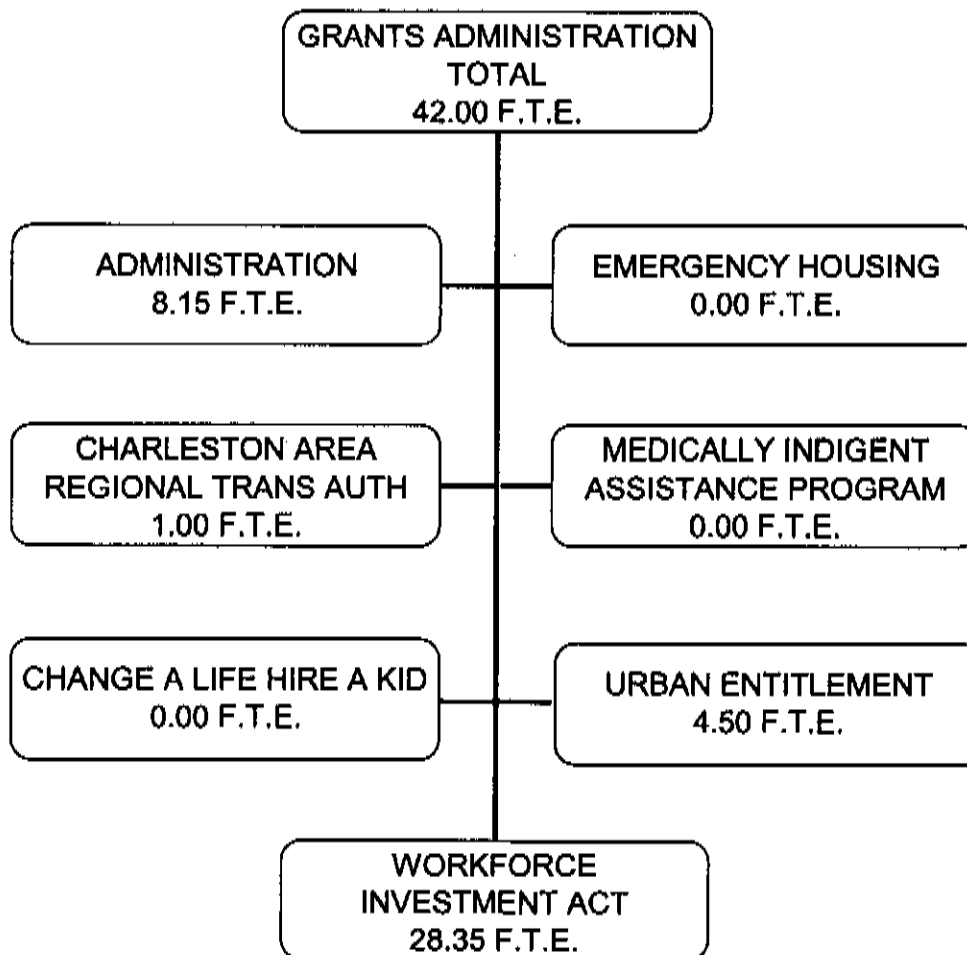 GRANTS ADMINISTRATION
TOTAL
42.00 F.T.E.
ADMINISTRATION
8.15 F.T.E.
EMERGENCY HOUSING
0.00 F.T.E.
CHARLESTON AREA
REGIONAL TRANS AUTH
1.00 F.T.E.
MEDICALLY INDIGENT
ASSISTANCE PROGRAM
0.00 F.T.E.
CHANGE A LIFE HIRE A KID
0.00 F.T.E.
URBAN ENTITLEMENT
4.50 F.T.E.
WORKFORCE
INVESTMENT ACT
28.35 F.T.E.